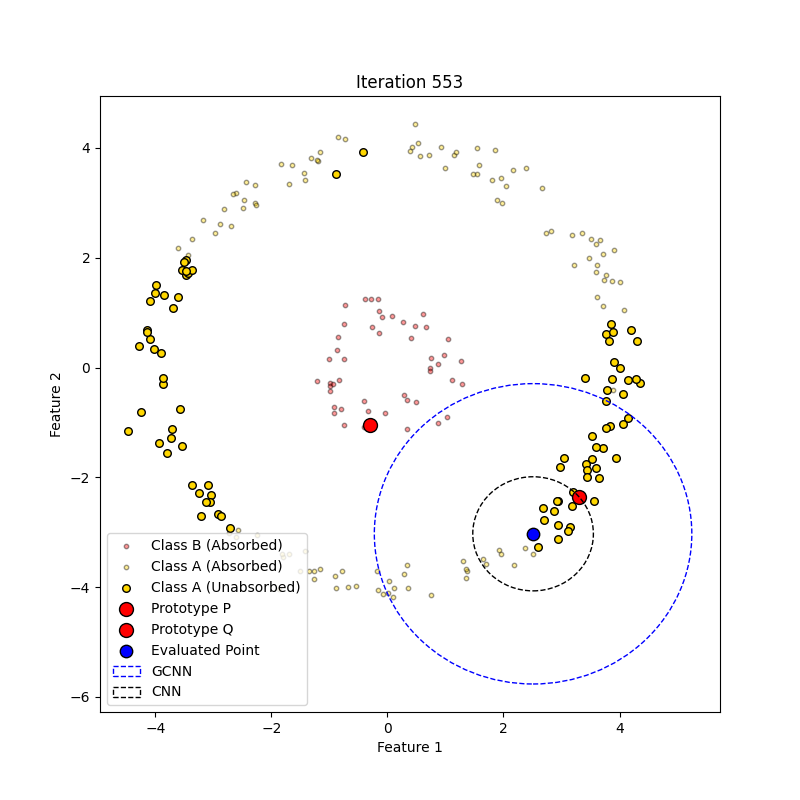 Iteration 553
Feature 2
4
2
0
−2
−4
−6
Class B (Absorbed)
Class A (Absorbed)
Class A (Unabsorbed)
Prototype P
Prototype Q
Evaluated Point
GCNN
CNN
−4
−2
0
2
4
Feature 1